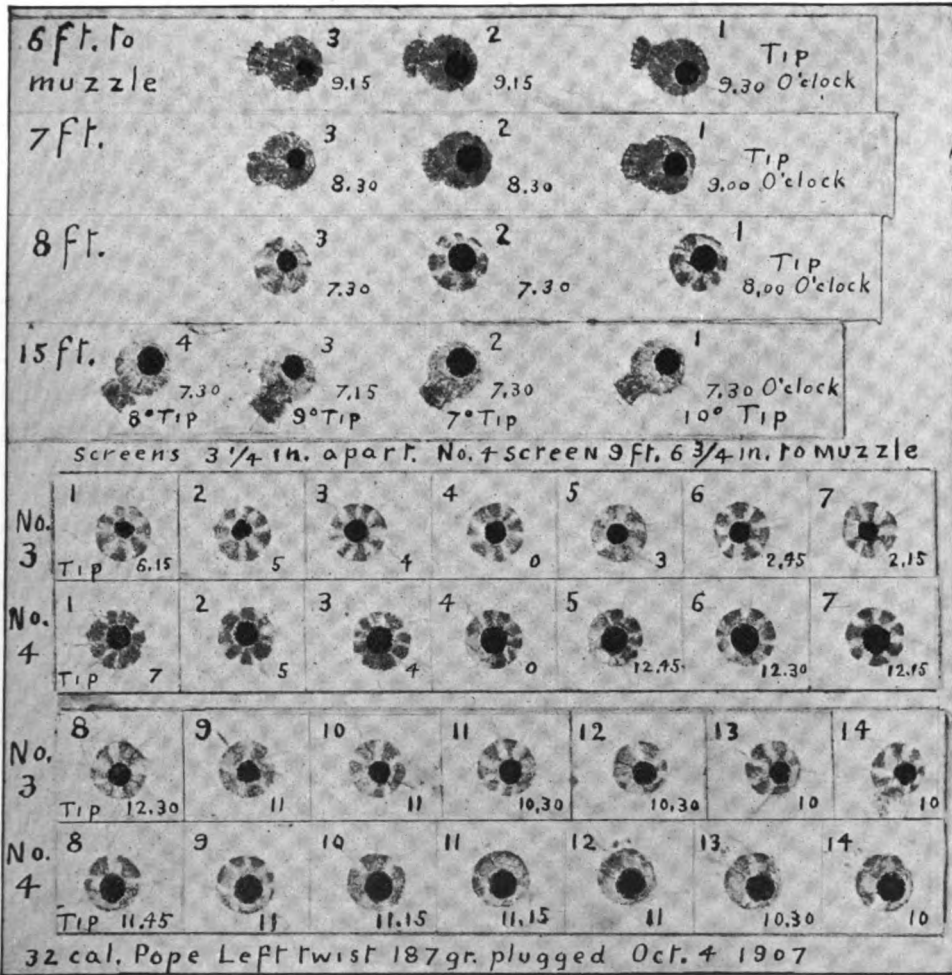 6 ft. to muzzle 3 9.15 2 9.15 1 Tip 9.30 O'clock
7 ft. 3 8.30 2 8.30 1 Tip 9.00 O'clock
8 ft. 3 7.30 2 7.30 1 Tip 8,00 O'clock
15 ft. 4 7.30 3 7.15 2 7.30 1 7.30 O'clock
8° Tip 9° Tip 7° Tip 10° Tip
Screens 3 1/4 in. apart. No. 4 screen 9 ft. 6 3/4 in. to muzzle
1 2 3 4 5 6 7
No. 3
Tip 6.15 5 4 0 3 2.45 2.15
1 2 3 4 5 6 7
No. 4
Tip 7 5 4 0 12.45 12.30 12.15
8 9 10 11 12 13 14
No. 3
Tip 12.30 11 11 10,30 10,30 10 10
8 9 10 11 12 13 14
No. 4
Tip 11.45 11 11.15 11.15 11 10.30 10
32 cal. Pope Left twist 187 gr. plugged Oct. 4 1907